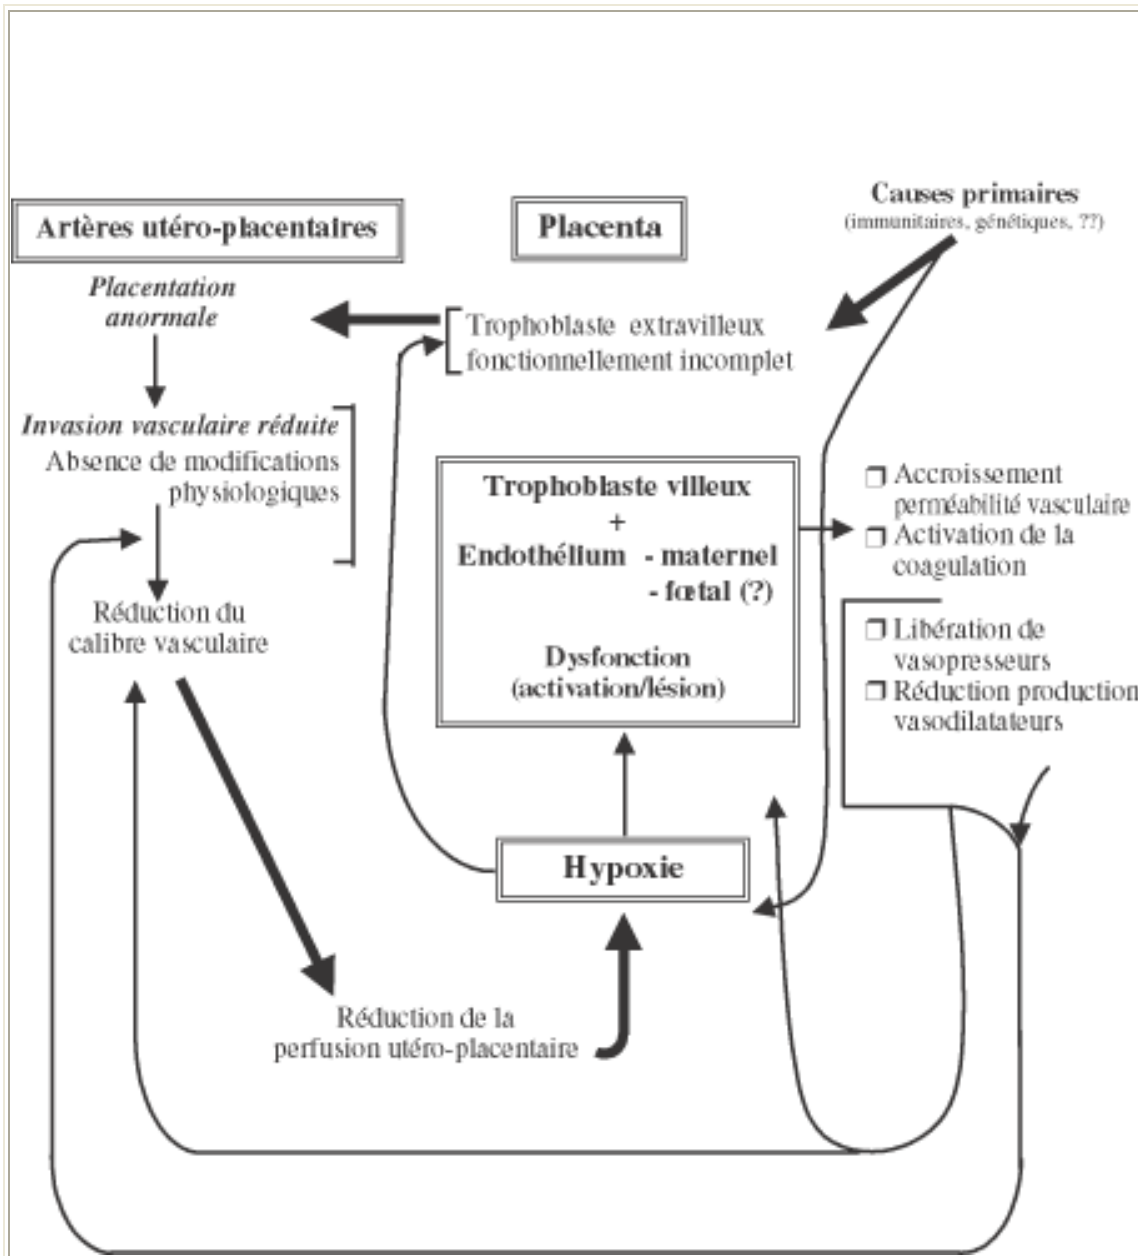 Artères utéro-placentaires
Placenta
Causes primaires
(immunitaires, génétiques, ??)
Placentation
anormale
Trophoblaste extravilleux
fonctionnellement incomplet
Invasion vasculaire réduite
Absence de modifications
physiologiques
Réduction du
calibre vasculaire
Trophoblaste villeux
+
Endothélium - maternel
- fœtal (?)
Dysfonction
(activation/lésion)
❐ Accroissement
perméabilité vasculaire
❐ Activation de la
coagulation
❐ Libération de
vasopresseurs
❐ Réduction production
vasodilatateurs
Hypoxie
Réduction de la
perfusion utéro-placentaire